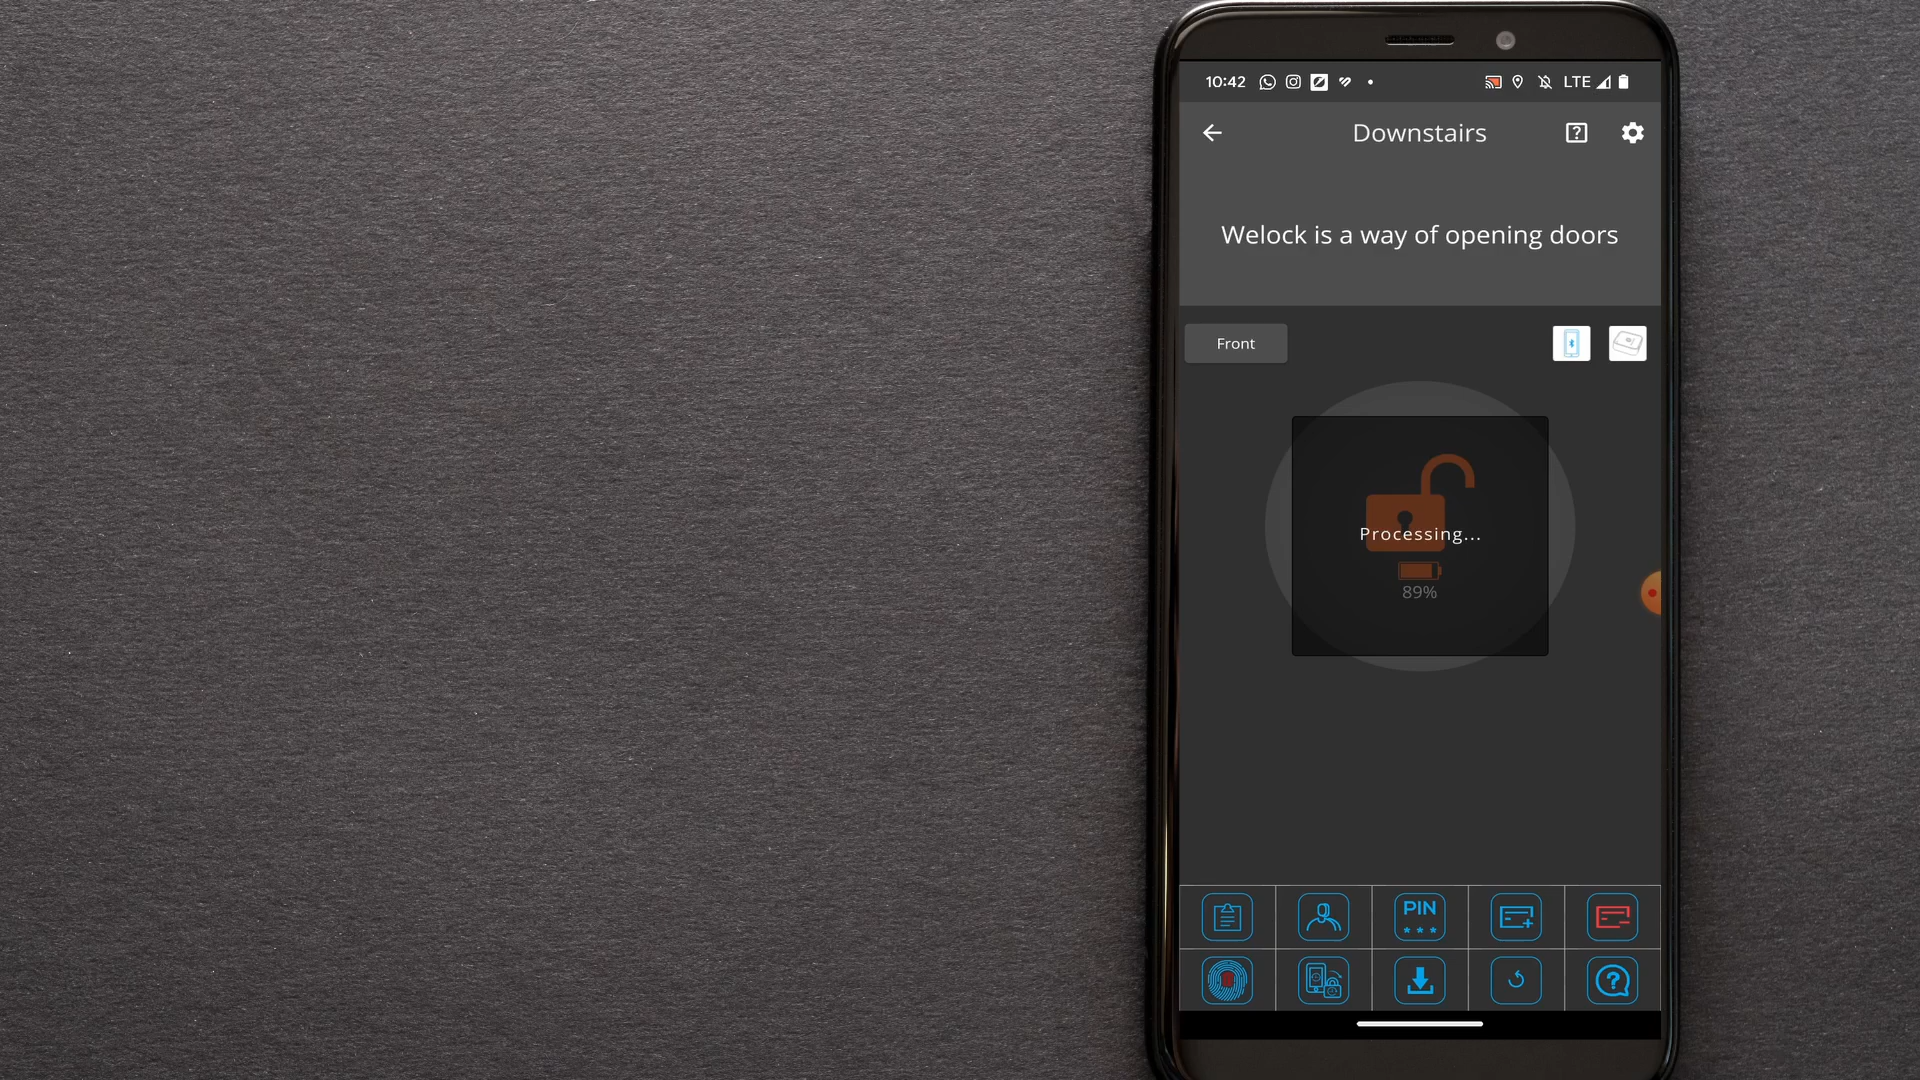 10:42 LTE
Downstairs
Welock is a way of opening doors
Front
Processing...
89%
PIN
***